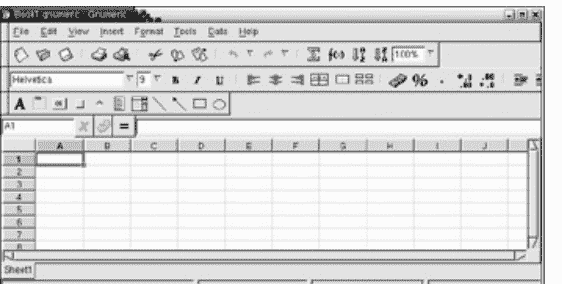 Book1.gnumeric : Gnumeric
File Edit View Insert Format Tools Data Help
f(x) 100%
Helvetica 9 B I U %
A
A1 =
A B C D E F G H I J
1
2
3
4
5
6
7
8
Sheet1